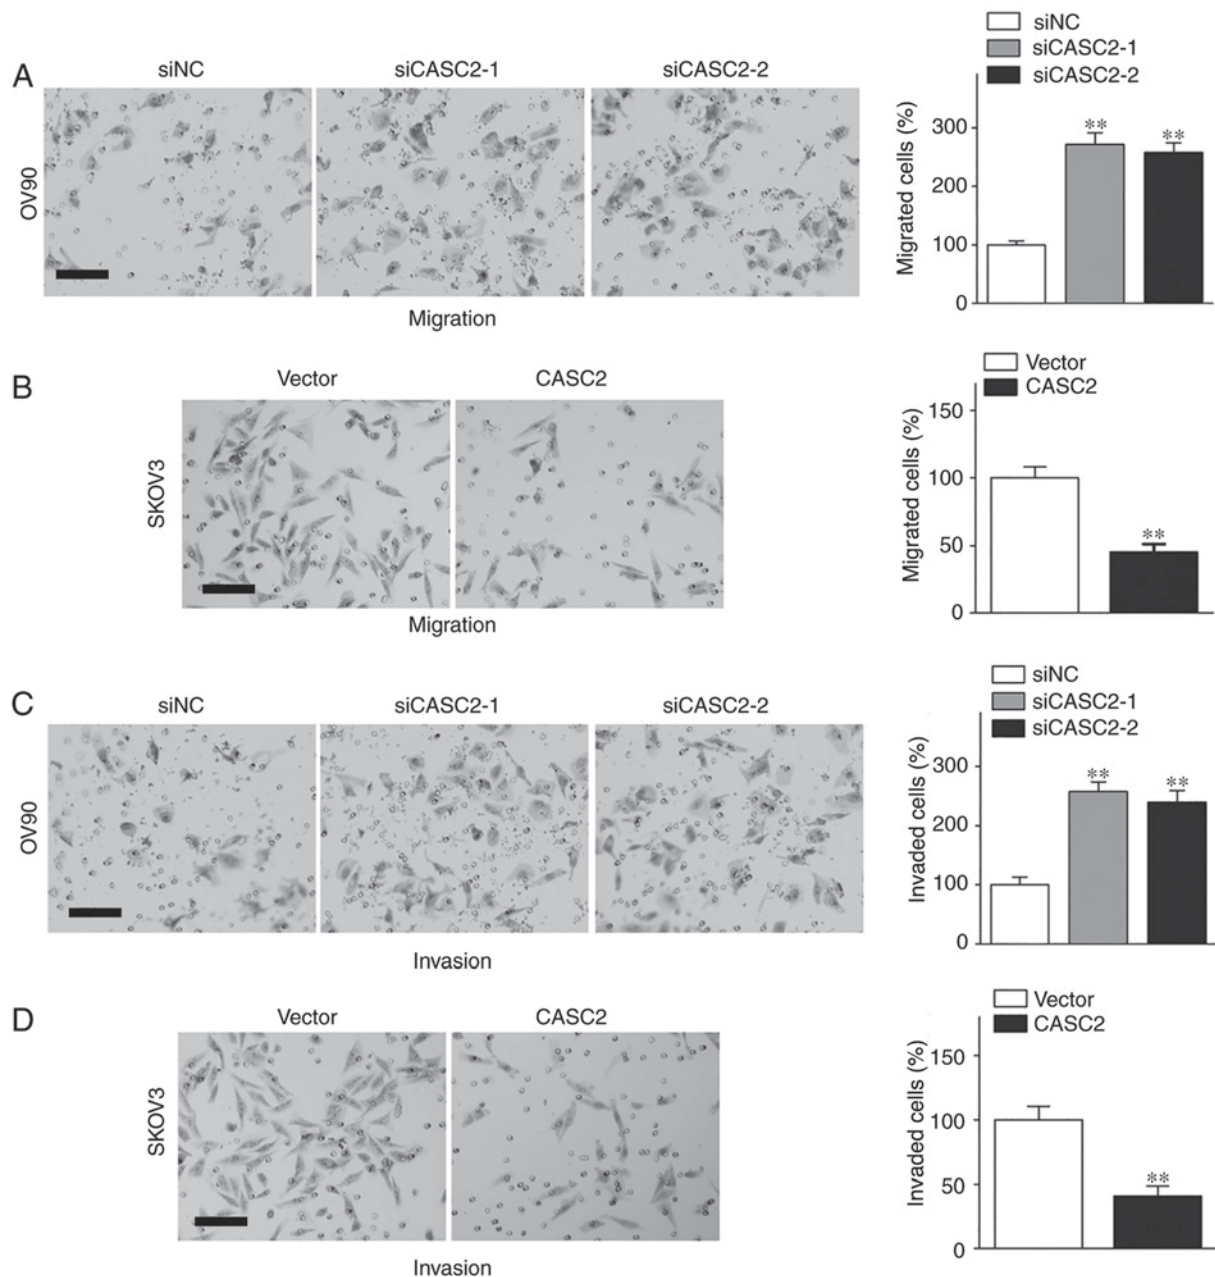 A
siNC
siCASC2-1
siCASC2-2
OV90
Migration
siNC
siCASC2-1
siCASC2-2
Migrated cells (%)
300
200
100
0
**
**
B
Vector
CASC2
SKOV3
Migration
Vector
CASC2
Migrated cells (%)
150
100
50
0
**
C
siNC
siCASC2-1
siCASC2-2
OV90
Invasion
siNC
siCASC2-1
siCASC2-2
Invaded cells (%)
300
200
100
0
**
**
D
Vector
CASC2
SKOV3
Invasion
Vector
CASC2
Invaded cells (%)
150
100
50
0
**